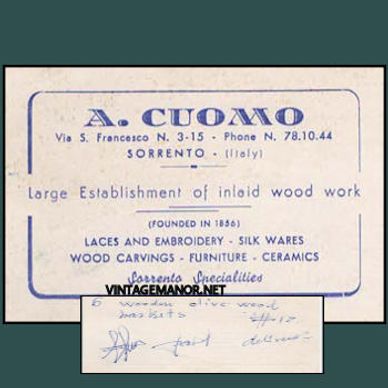 A. CUOMO
Via S. Francesco N. 3-15 - Phone N. 78.10.44
SORRENTO - (Italy)
Large Establishment of inlaid wood work
(FOUNDED IN 1856)
LACES AND EMBROIDERY - SILK WARES
WOOD CARVINGS - FURNITURE - CERAMICS
Sorrento Specialities
VINTAGEMANOR.NET
6 wooden olive wood
baskets